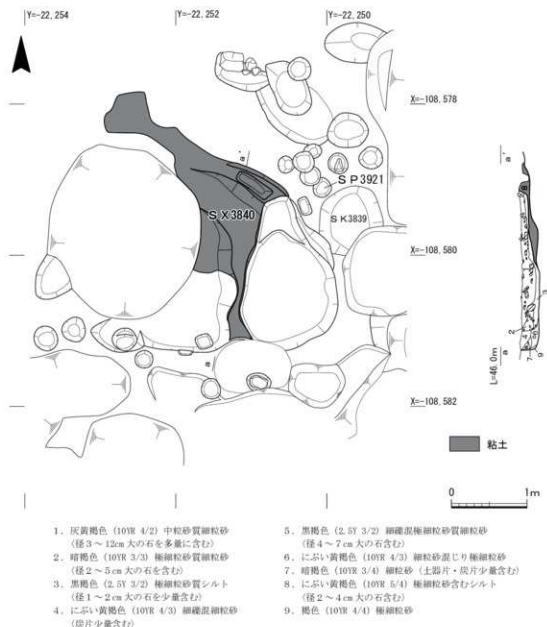 Y=-22,254
Y=-22,252
Y=-22,250
X=-108,578
a'
a'
SP3921
8
SX3840
SK3839
X=-108,580
3
2
a
4
a
L=46.0m
7
9
X=-108,582
粘土
0 1m
1. 灰黄褐色 (10YR 4/2) 中粒砂質細粒砂
(径3～12cm大の石を多量に含む)
2. 暗褐色 (10YR 3/3) 極細粒砂質細粒砂
(径2～5cm大の石を含む)
3. 黒褐色 (2.5Y 3/2) 極細粒砂質シルト
(径1～2cm大の石を少量含む)
4. にぶい黄褐色 (10YR 4/3) 細礫混細粒砂
(炭片少量含む)
5. 黒褐色 (2.5Y 3/2) 細礫混極細粒砂質細粒砂
(径4～7cm大の石含む)
6. にぶい黄褐色 (10YR 4/3) 細粒砂混じり極細粒砂
7. 暗褐色 (10YR 3/4) 細粒砂 (土器片・炭片少量含む)
8. にぶい黄褐色 (10YR 5/4) 極細粒砂含むシルト
(径2～4cm大の石含む)
9. 褐色 (10YR 4/4) 極細粒砂